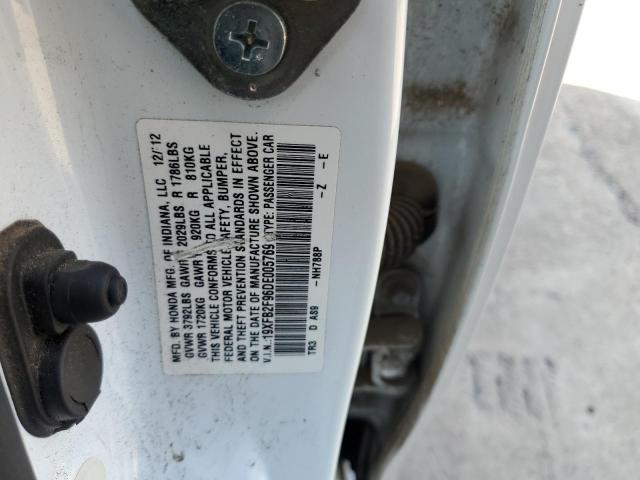 MFD. BY HONDA MFG. OF INDIANA, LLC 12/12
GVWR 3792LBS GAWR F 2029LBS R 1786LBS
GVWR 1720KG GAWR F 920KG R 810KG
THIS VEHICLE CONFORMS TO ALL APPLICABLE
FEDERAL MOTOR VEHICLE SAFETY, BUMPER,
AND THEFT PREVENTION STANDARDS IN EFFECT
ON THE DATE OF MANUFACTURE SHOWN ABOVE.
V.I.N.:19XFB2F96DE005769 TYPE: PASSENGER CAR
NH788P Z E
TR3 D AS9